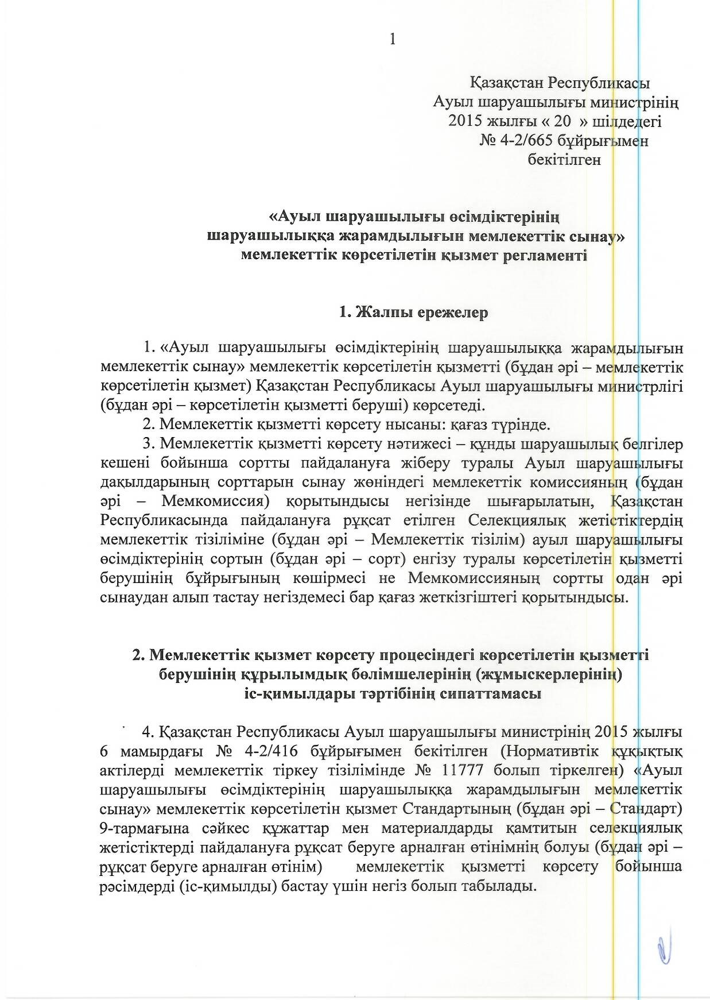 1
Қазақстан Республикасы
Ауыл шаруашылығы министрінің
2015 жылғы « 20 » шілдедегі
№ 4-2/665 бұйрығымен
бекітілген
«Ауыл шаруашылығы өсімдіктерінің
шаруашылыққа жарамдылығын мемлекеттік сынау»
мемлекеттік көрсетілетін қызмет регламенті
1. Жалпы ережелер
1. «Ауыл шаруашылығы өсімдіктерінің шаруашылыққа жарамдылығын
мемлекеттік сынау» мемлекеттік көрсетілетін қызметті (бұдан әрі – мемлекеттік
көрсетілетін қызмет) Қазақстан Республикасы Ауыл шаруашылығы министрлігі
(бұдан әрі – көрсетілетін қызметті беруші) көрсетеді.
2. Мемлекеттік қызметті көрсету нысаны: қағаз түрінде.
3. Мемлекеттік қызметті көрсету нәтижесі – құнды шаруашылық белгілер
кешені бойынша сортты пайдалануға жіберу туралы Ауыл шаруашылығы
дақылдарының сорттарын сынау жөніндегі мемлекеттік комиссияның (бұдан
әрі – Мемкомиссия) қорытындысы негізінде шығарылатын, Қазақстан
Республикасында пайдалануға рұқсат етілген Селекциялық жетістіктердің
мемлекеттік тізіліміне (бұдан әрі – Мемлекеттік тізілім) ауыл шаруашылығы
өсімдіктерінің сортын (бұдан әрі – сорт) енгізу туралы көрсетілетін қызметті
берушінің бұйрығының көшірмесі не Мемкомиссияның сортты одан әрі
сынаудан алып тастау негіздемесі бар қағаз жеткізгіштегі қорытындысы.
2. Мемлекеттік қызмет көрсету процесіндегі көрсетілетін қызметті
берушінің құрылымдық бөлімшелерінің (жұмыскерлерінің)
іс-қимылдары тәртібінің сипаттамасы
4. Қазақстан Республикасы Ауыл шаруашылығы министрінің 2015 жылғы
6 мамырдағы № 4-2/416 бұйрығымен бекітілген (Нормативтік құқықтық
актілерді мемлекеттік тіркеу тізілімінде № 11777 болып тіркелген) «Ауыл
шаруашылығы өсімдіктерінің шаруашылыққа жарамдылығын мемлекеттік
сынау» мемлекеттік көрсетілетін қызмет Стандартының (бұдан әрі – Стандарт)
9-тармағына сәйкес құжаттар мен материалдарды қамтитын селекциялық
жетістіктерді пайдалануға рұқсат беруге арналған өтінімнің болуы (бұдан әрі –
рұқсат беруге арналған өтінім) мемлекеттік қызметті көрсету бойынша
рәсімдерді (іс-қимылды) бастау үшін негіз болып табылады.